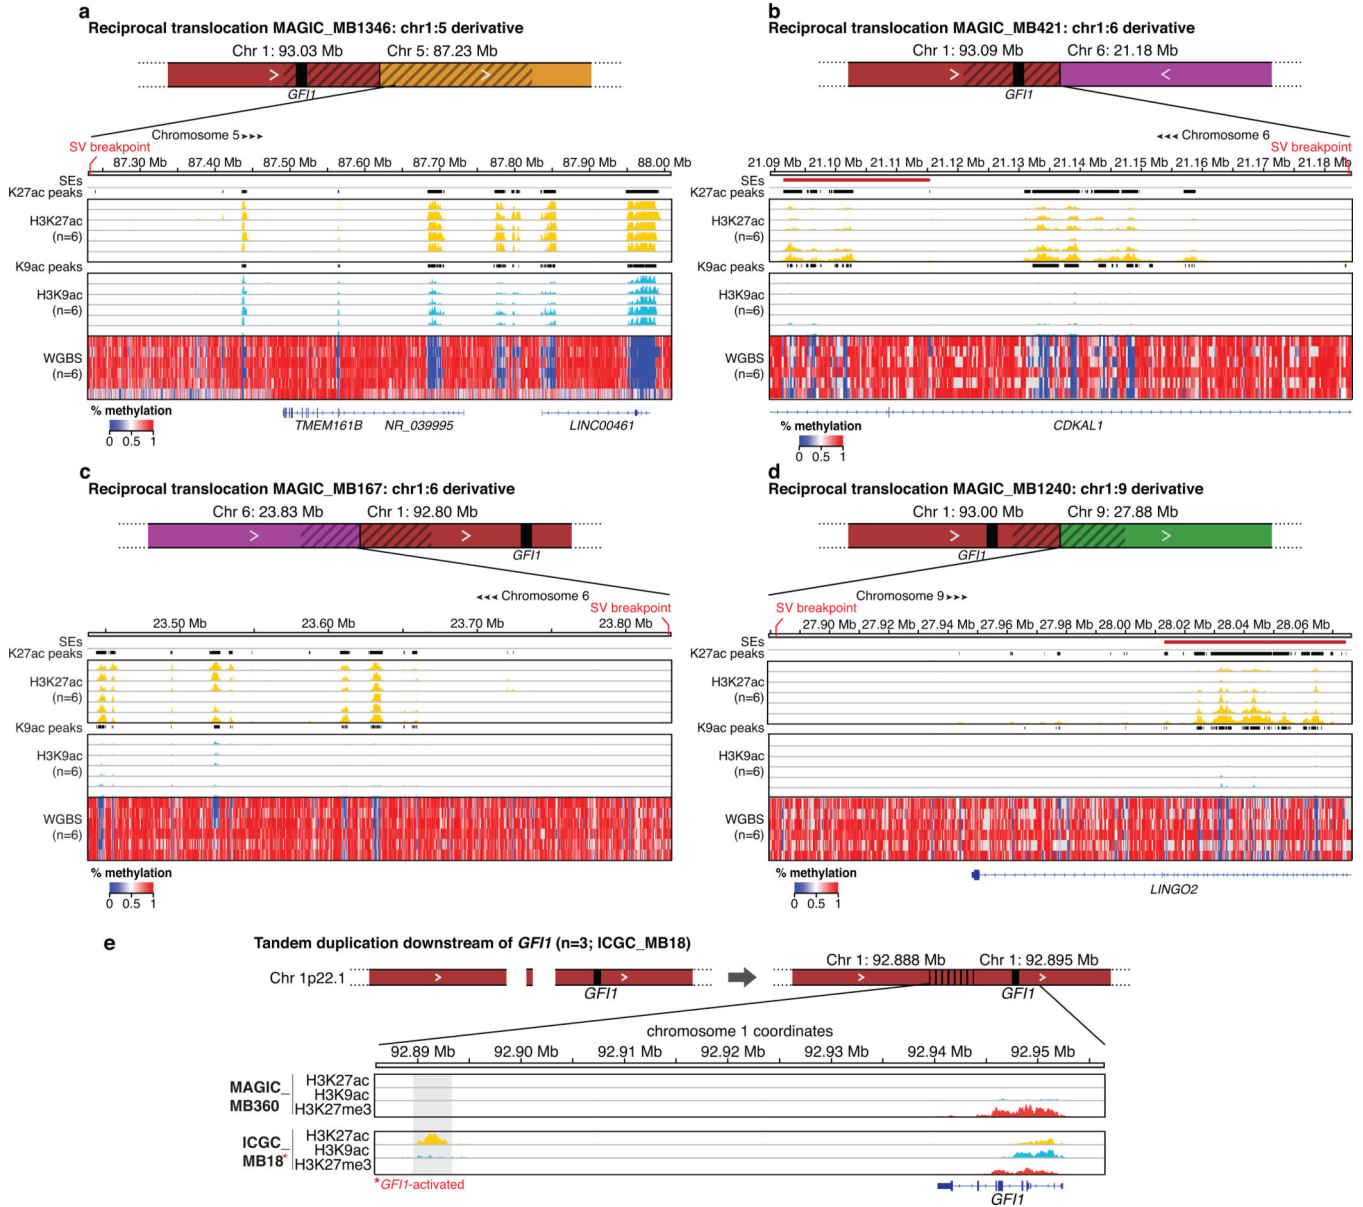 a
Reciprocal translocation MAGIC_MB1346: chr1:5 derivative
Chr 1: 93.03 Mb Chr 5: 87.23 Mb
GFI1
Chromosome 5
SV breakpoint
87.30 Mb 87.40 Mb 87.50 Mb 87.60 Mb 87.70 Mb 87.80 Mb 87.90 Mb 88.00 Mb
SEs
K27ac peaks
H3K27ac
(n=6)
K9ac peaks
H3K9ac
(n=6)
WGBS
(n=6)
% methylation
0 0.5 1
TMEM161B NR_039995 LINC00461
b
Reciprocal translocation MAGIC_MB421: chr1:6 derivative
Chr 1: 93.09 Mb Chr 6: 21.18 Mb
GFI1
Chromosome 6
SV breakpoint
21.09 Mb 21.10 Mb 21.11 Mb 21.12 Mb 21.13 Mb 21.14 Mb 21.15 Mb 21.16 Mb 21.17 Mb 21.18 Mb
SEs
K27ac peaks
H3K27ac
(n=6)
K9ac peaks
H3K9ac
(n=6)
WGBS
(n=6)
% methylation
0 0.5 1
CDKAL1
c
Reciprocal translocation MAGIC_MB167: chr1:6 derivative
Chr 6: 23.83 Mb Chr 1: 92.80 Mb
GFI1
Chromosome 6
SV breakpoint
23.50 Mb 23.60 Mb 23.70 Mb 23.80 Mb
SEs
K27ac peaks
H3K27ac
(n=6)
K9ac peaks
H3K9ac
(n=6)
WGBS
(n=6)
% methylation
0 0.5 1
d
Reciprocal translocation MAGIC_MB1240: chr1:9 derivative
Chr 1: 93.00 Mb Chr 9: 27.88 Mb
GFI1
Chromosome 9
SV breakpoint
27.90 Mb 27.92 Mb 27.94 Mb 27.96 Mb 27.98 Mb 28.00 Mb 28.02 Mb 28.04 Mb 28.06 Mb
SEs
K27ac peaks
H3K27ac
(n=6)
K9ac peaks
H3K9ac
(n=6)
WGBS
(n=6)
% methylation
0 0.5 1
LINGO2
e
Tandem duplication downstream of GFI1 (n=3; ICGC_MB18)
Chr 1p22.1
GFI1
Chr 1: 92.888 Mb Chr 1: 92.895 Mb
GFI1
chromosome 1 coordinates
92.89 Mb 92.90 Mb 92.91 Mb 92.92 Mb 92.93 Mb 92.94 Mb 92.95 Mb
MAGIC_
MB360
H3K27ac
H3K9ac
H3K27me3
ICGC_
MB18*
H3K27ac
H3K9ac
H3K27me3
*GFI1-activated
GFI1